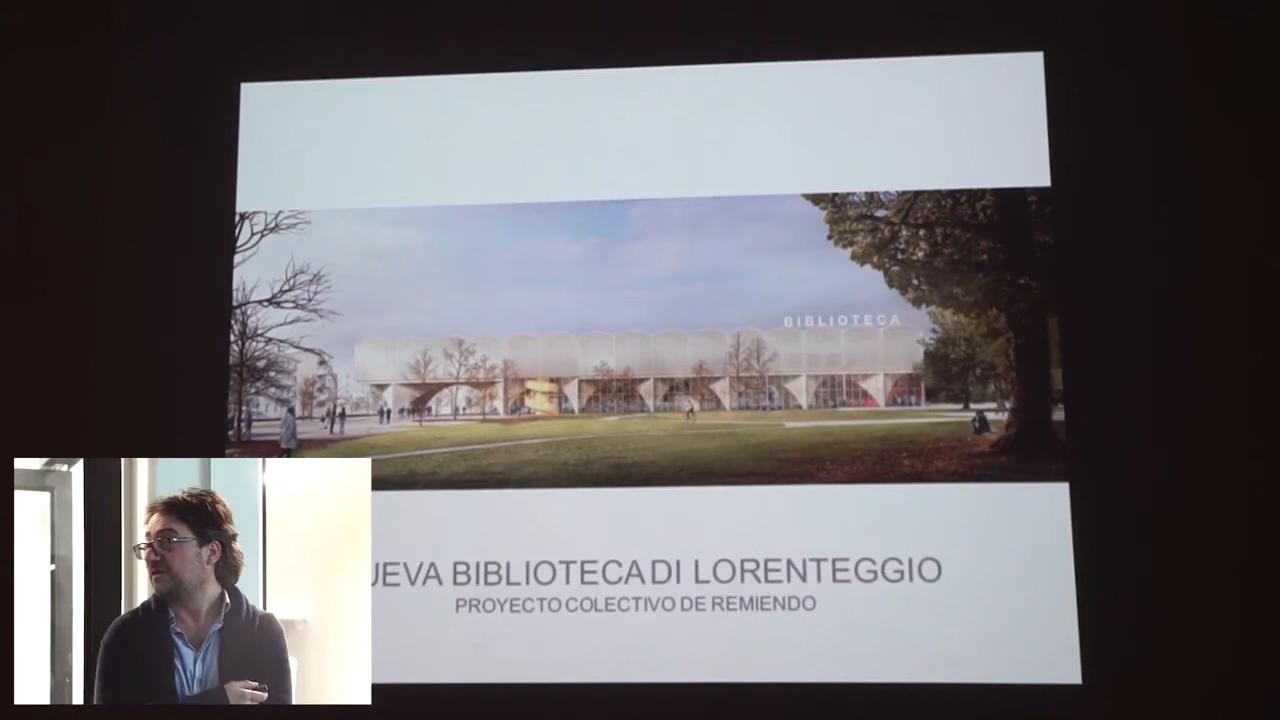 BIBLIOTECA
UEVA BIBLIOTECA DI LORENTEGGIO
PROYECTO COLECTIVO DE REMIENDO